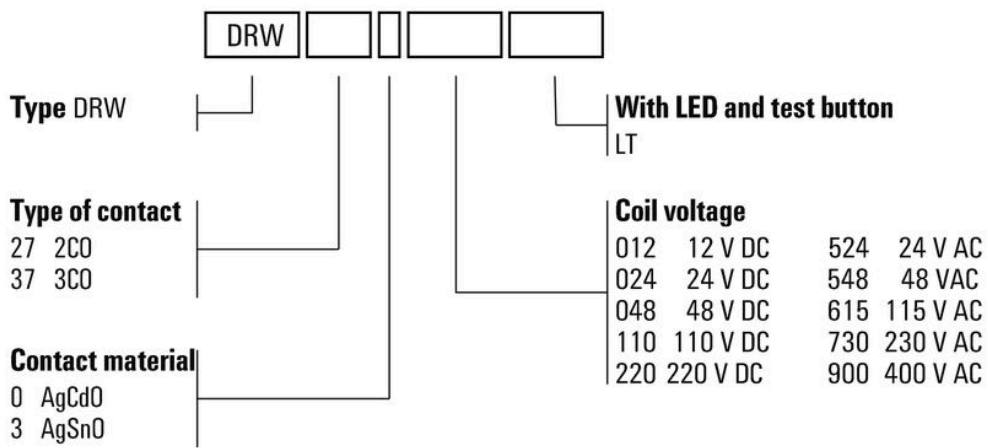 DRW
Type DRW
With LED and test button
LT
Type of contact
27 2CO
37 3CO
Coil voltage
012 12 V DC 524 24 V AC
024 24 V DC 548 48 VAC
048 48 V DC 615 115 V AC
110 110 V DC 730 230 V AC
220 220 V DC 900 400 V AC
Contact material
0 AgCdO
3 AgSnO